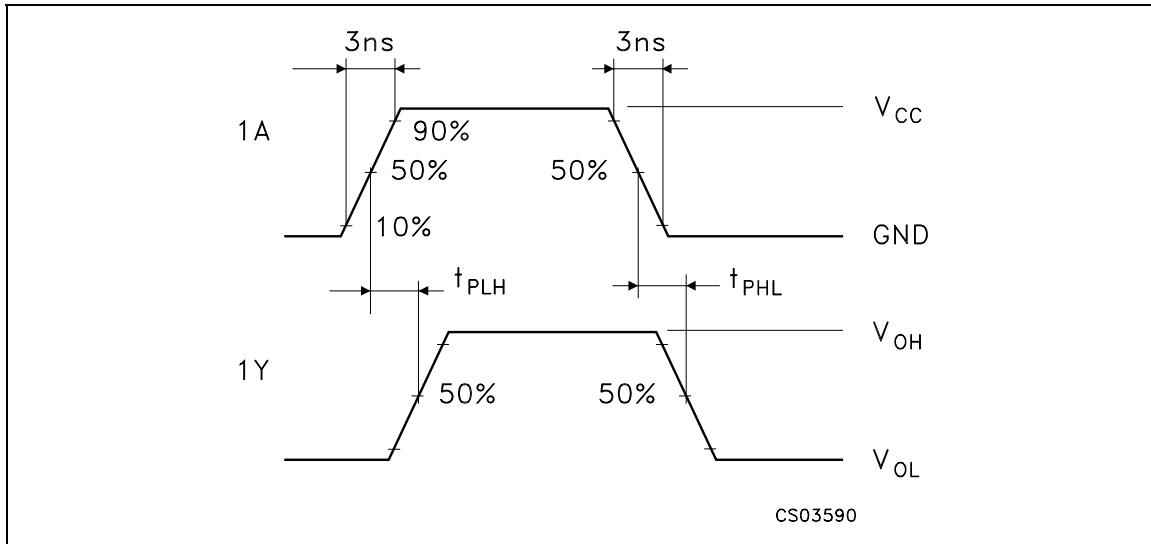 3ns 3ns
1A 90% V_CC
50% 50%
10% GND
t_PLH t_PHL
1Y V_OH
50% 50%
V_OL
CS03590